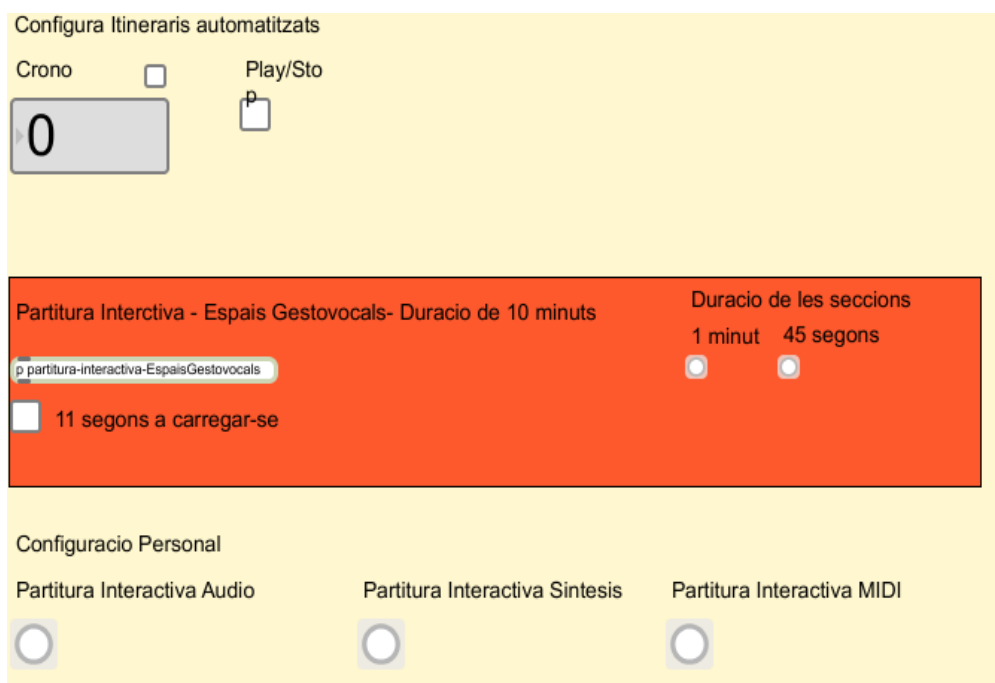 Configura Itineraris automatitzats
Crono
Play/Sto
p
0
Partitura Interctiva - Espais Gestovocals- Duracio de 10 minuts
Duracio de les seccions
1 minut
45 segons
p partitura-interactiva-EspaisGestovocals
11 segons a carregar-se
Configuracio Personal
Partitura Interactiva Audio
Partitura Interactiva Sintesis
Partitura Interactiva MIDI